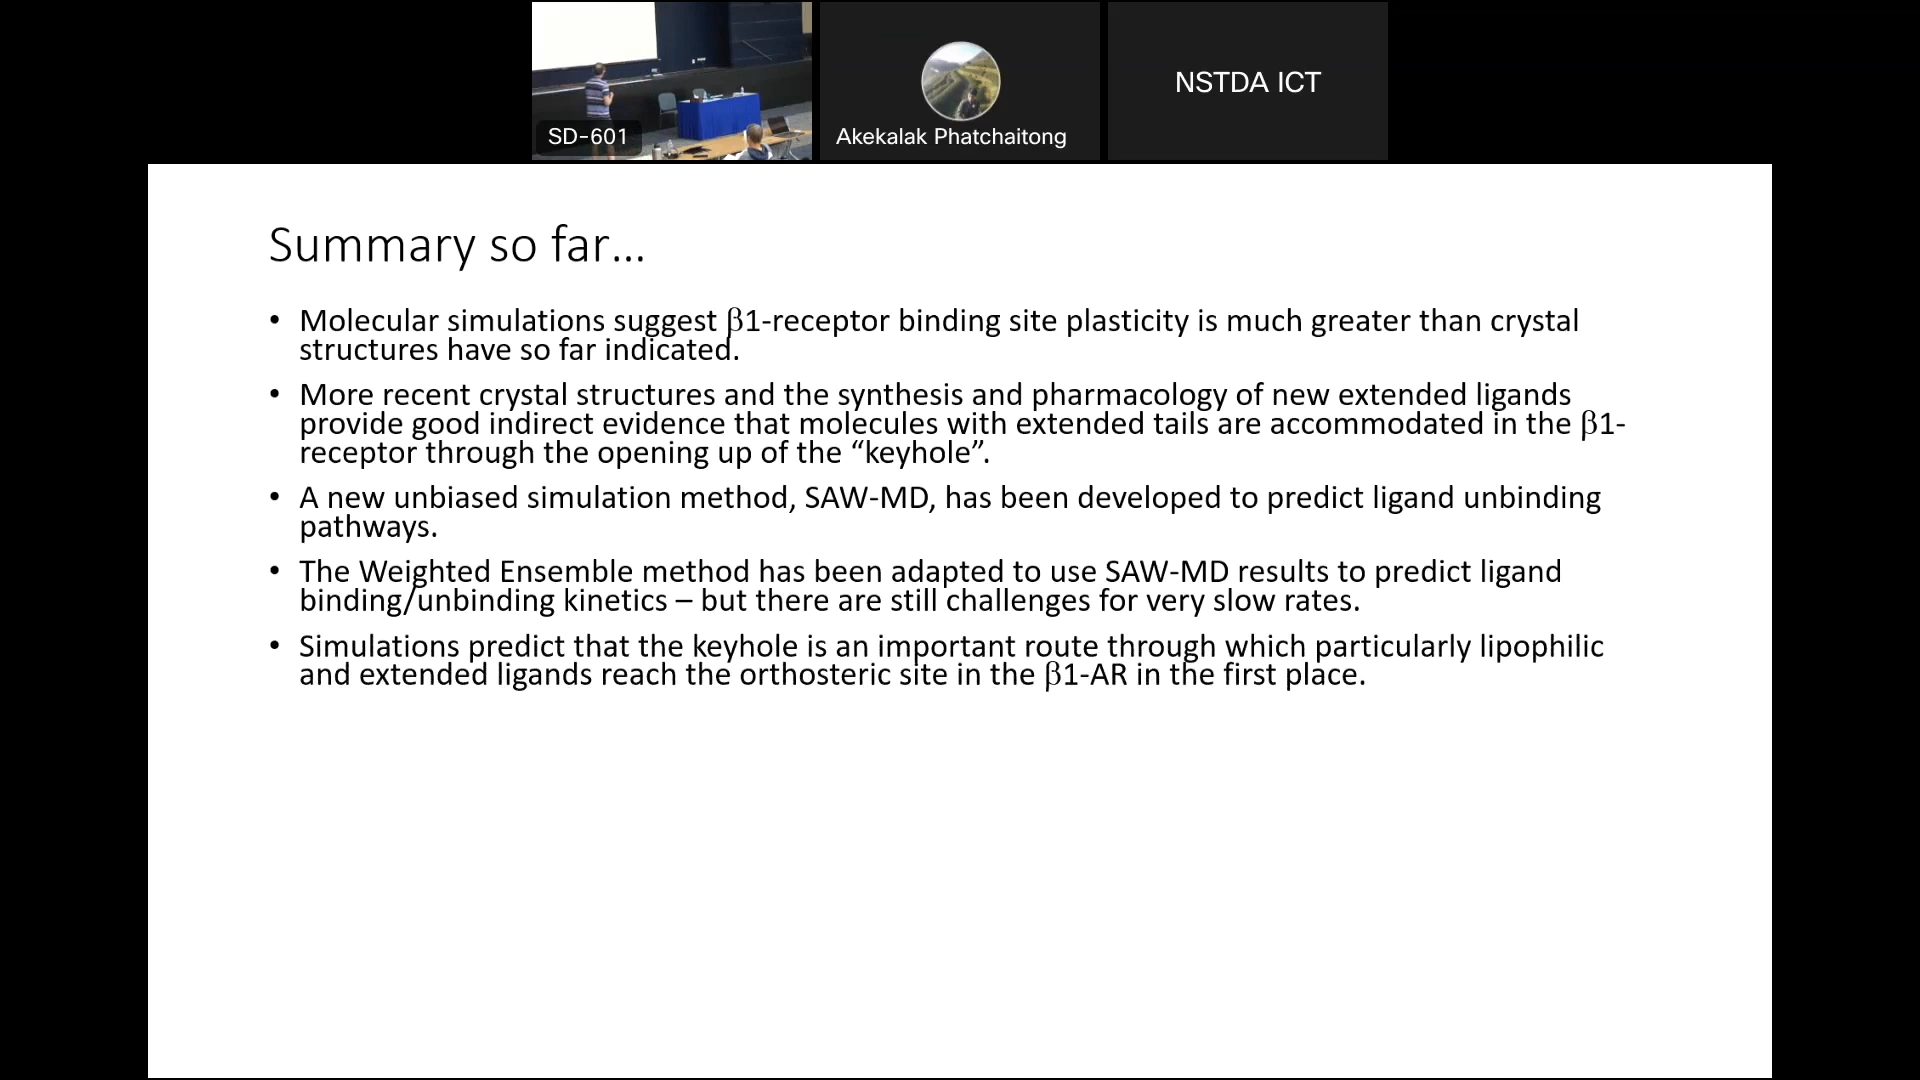 SD-601
Akekalak Phatchaitong
NSTDA ICT
Summary so far...
• Molecular simulations suggest β1-receptor binding site plasticity is much greater than crystal
structures have so far indicated.
• More recent crystal structures and the synthesis and pharmacology of new extended ligands
provide good indirect evidence that molecules with extended tails are accommodated in the β1-
receptor through the opening up of the “keyhole”.
• A new unbiased simulation method, SAW-MD, has been developed to predict ligand unbinding
pathways.
• The Weighted Ensemble method has been adapted to use SAW-MD results to predict ligand
binding/unbinding kinetics – but there are still challenges for very slow rates.
• Simulations predict that the keyhole is an important route through which particularly lipophilic
and extended ligands reach the orthosteric site in the β1-AR in the first place.